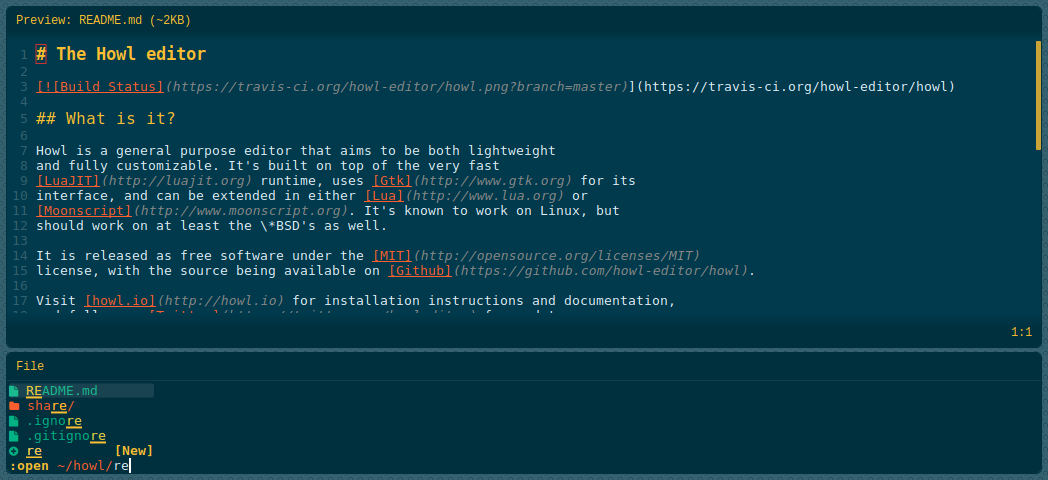 Preview: README.md (~2KB)
1 # The Howl editor
2
3 [![Build Status](https://travis-ci.org/howl-editor/howl.png?branch=master)](https://travis-ci.org/howl-editor/howl)
4
5 ## What is it?
6
7 Howl is a general purpose editor that aims to be both lightweight
8 and fully customizable. It's built on top of the very fast
9 [LuaJIT](http://luajit.org) runtime, uses [Gtk](http://www.gtk.org) for its
10 interface, and can be extended in either [Lua](http://www.lua.org) or
11 [Moonscript](http://www.moonscript.org). It's known to work on Linux, but
12 should work on at least the \*BSD's as well.
13
14 It is released as free software under the [MIT](http://opensource.org/licenses/MIT)
15 license, with the source being available on [Github](https://github.com/howl-editor/howl).
16
17 Visit [howl.io](http://howl.io) for installation instructions and documentation,
1:1
File
README.md
share/
.ignore
.gitignore
re [New]
:open ~/howl/re